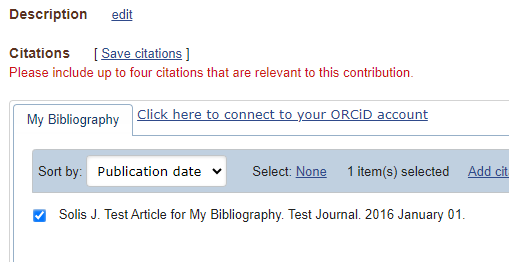 Description edit
Citations [ Save citations ]
Please include up to four citations that are relevant to this contribution.
My Bibliography Click here to connect to your ORCiD account
Sort by: Publication date Select: None 1 item(s) selected Add cit
Solis J. Test Article for My Bibliography. Test Journal. 2016 January 01.